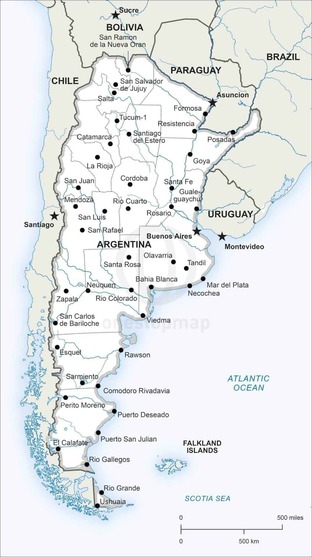 Sucre
BOLIVIA
San Ramon
de la Nueva Oran
BRAZIL
CHILE
PARAGUAY
San Salvador
de Jujuy
Salta
Asuncion
Formosa
Tucum-1
Resistencia
Posadas
Santiago
del Estero
Catamarca
Goya
La Rioja
San Juan
Cordoba
Santa Fe
Guale-
guaychu
Mendoza
Rio Cuarto
San Luis
Rosario
URUGUAY
Santiago
San Rafael
Buenos Aires
Montevideo
ARGENTINA
Olavarria
Santa Rosa
Tandil
Bahia Blanca
Mar del Plata
Necochea
Neuquen
Zapala
Rio Colorado
Viedma
San Carlos
de Bariloche
onestopmap
Esquel
Rawson
Sarmiento
Comodoro Rivadavia
ATLANTIC
OCEAN
Perito Moreno
Puerto Deseado
Puerto San Julian
El Calafate
FALKLAND
ISLANDS
Rio Gallegos
Rio Grande
Ushuaia
SCOTIA SEA
0
500 miles
0
500 km